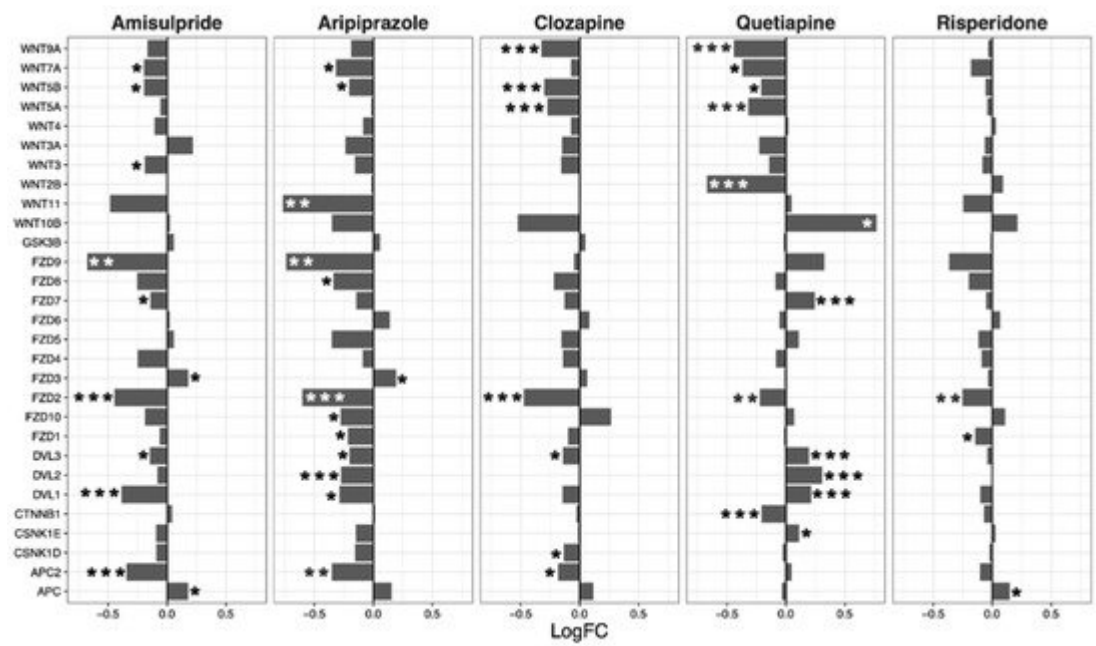 Amisulpride Aripiprazole Clozapine Quetiapine Risperidone
WNT9A ★★★ ★★★
WNT7A ★ ★ ★
WNT5B ★ ★ ★★★ ★
WNT5A ★★★ ★★★
WNT4
WNT3A
WNT3 ★
WNT2B ★★★
WNT11 ★★
WNT10B ★
GSK3B
FZD9 ★★ ★★
FZD8 ★
FZD7 ★ ★★★
FZD6
FZD5
FZD4
FZD3 ★ ★
FZD2 ★★★ ★★★ ★★★ ★★ ★★
FZD10 ★
FZD1 ★ ★
DVL3 ★ ★ ★ ★★★
DVL2 ★★★ ★★★
DVL1 ★★★ ★ ★★★
CTNNB1 ★★★
CSNK1E ★
CSNK1D ★
APC2 ★★★ ★★ ★
APC ★ ★
−0.5 0.0 0.5 −0.5 0.0 0.5 −0.5 0.0 0.5 −0.5 0.0 0.5 −0.5 0.0 0.5
LogFC